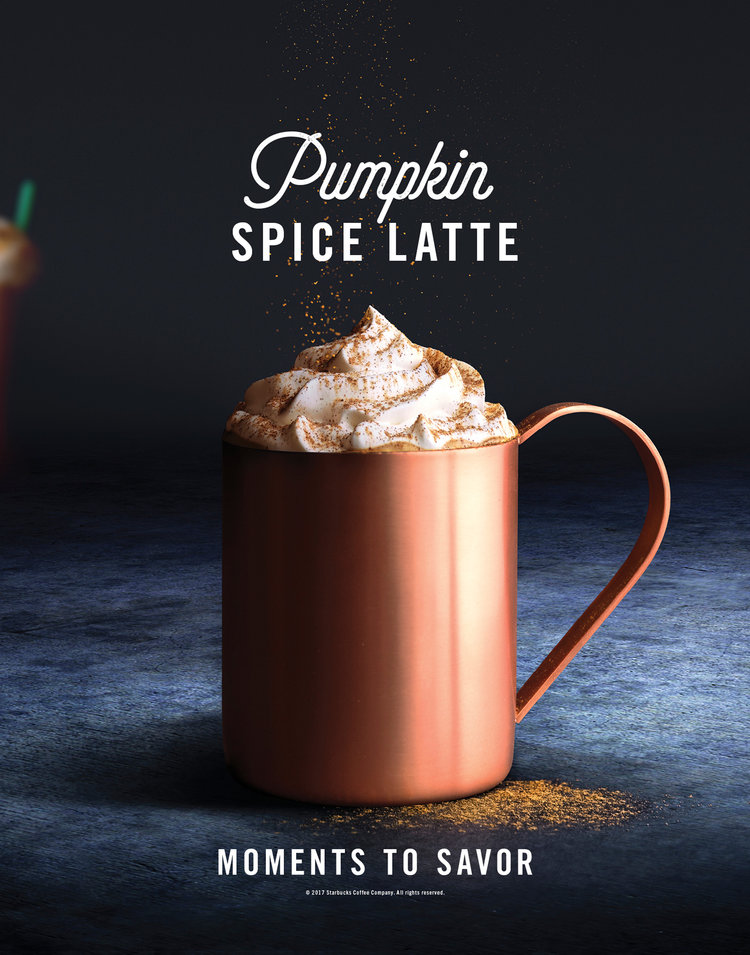 Pumpkin
SPICE LATTE
MOMENTS TO SAVOR
© 2017 Starbucks Coffee Company. All rights reserved.